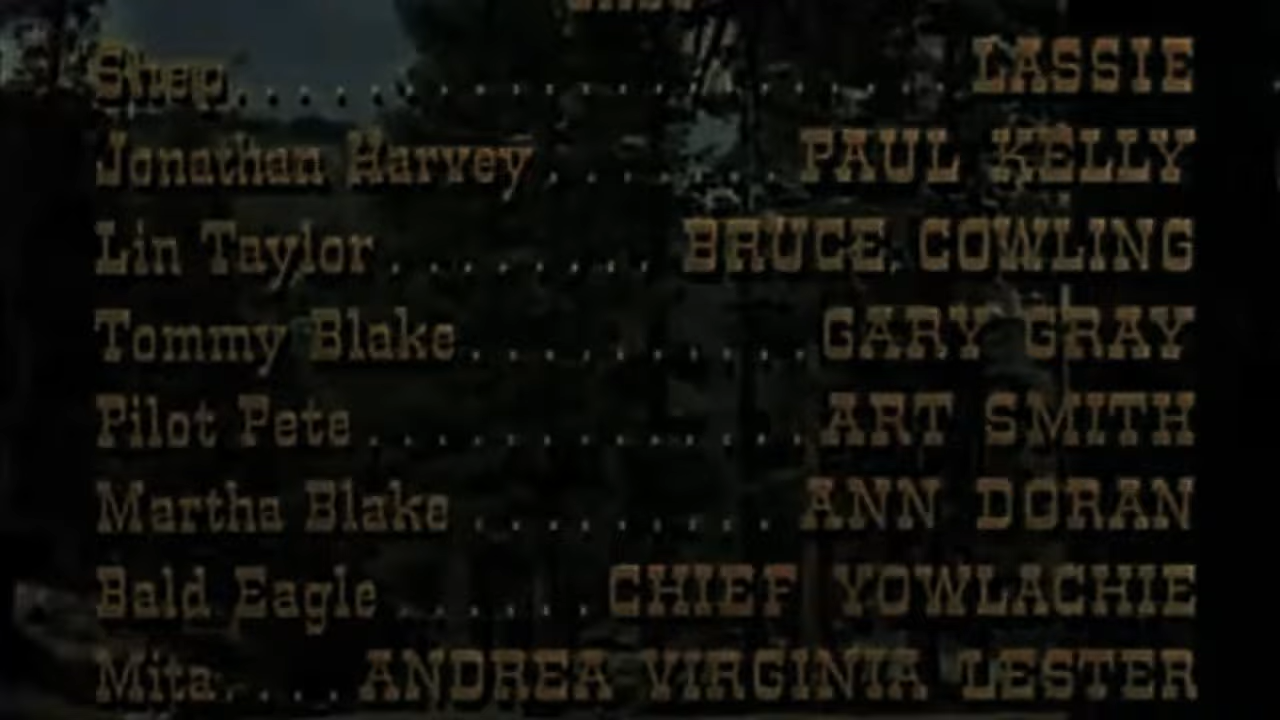 Shep. . . . . . . . . . . . . . . . . . . . . . LASSIE
Jonathan Harvey. . . . . . . PAUL KELLY
Lin Taylor . . . . . . . . BRUCE COWLING
Tommy Blake. . . . . . . . . . . GARY GRAY
Pilot Pete . . . . . . . . . . . . . . ART SMITH
Martha Blake . . . . . . . . . ANN DORAN
Bald Eagle . . . . . . CHIEF YOWLACHIE
Mita. . . . ANDREA VIRGINIA LESTER